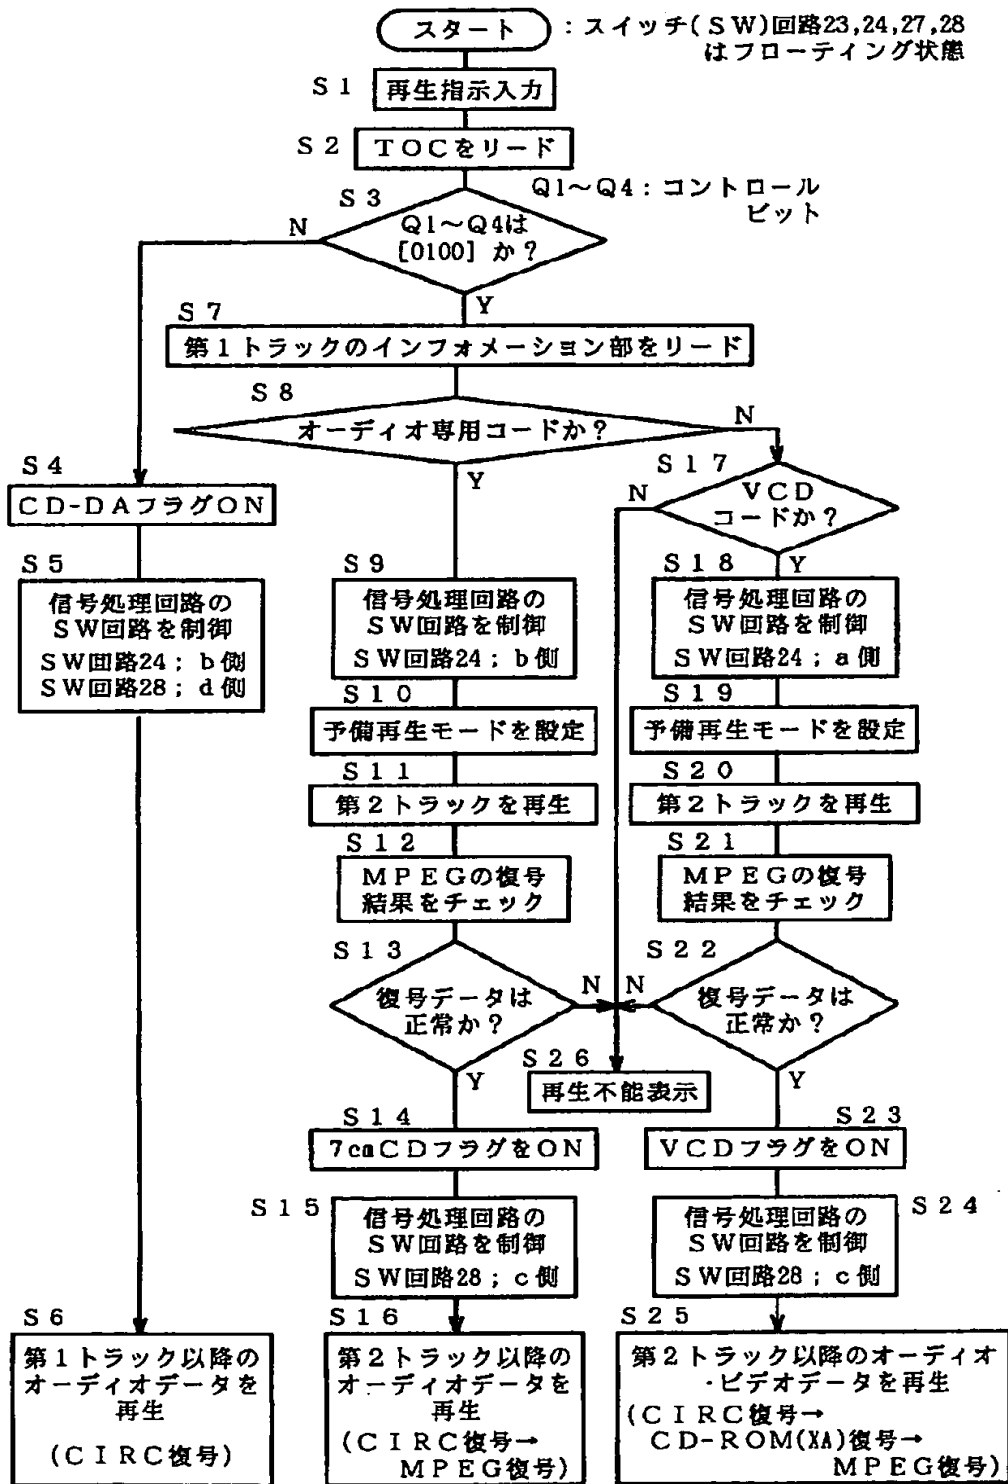 スタート
：スイッチ(SW)回路23,24,27,28
はフローティング状態
S1
再生指示入力
S2
TOCをリード
S3
Q1～Q4：コントロール
ビット
Q1～Q4は
[0100] か？
N
Y
S7
第1トラックのインフォメーション部をリード
S8
オーディオ専用コードか？
N
Y
S4
CD-DAフラグON
S5
信号処理回路の
SW回路を制御
SW回路24；b側
SW回路28；d側
S17
N
VCD
コードか？
Y
S9
信号処理回路の
SW回路を制御
SW回路24；b側
S18
信号処理回路の
SW回路を制御
SW回路24；a側
S10
予備再生モードを設定
S19
予備再生モードを設定
S11
第2トラックを再生
S20
第2トラックを再生
S12
MPEGの復号
結果をチェック
S21
MPEGの復号
結果をチェック
S13
復号データは
正常か？
N
Y
S22
N
復号データは
正常か？
Y
S26
再生不能表示
S14
7cmCDフラグをON
S23
VCDフラグをON
S15
信号処理回路の
SW回路を制御
SW回路28；c側
S24
信号処理回路の
SW回路を制御
SW回路28；c側
S6
第1トラック以降の
オーディオデータを
再生
(CIRC復号)
S16
第2トラック以降の
オーディオデータを
再生
(CIRC復号→
MPEG復号)
S25
第2トラック以降のオーディオ
・ビデオデータを再生
(CIRC復号→
CD-ROM(XA)復号→
MPEG復号)